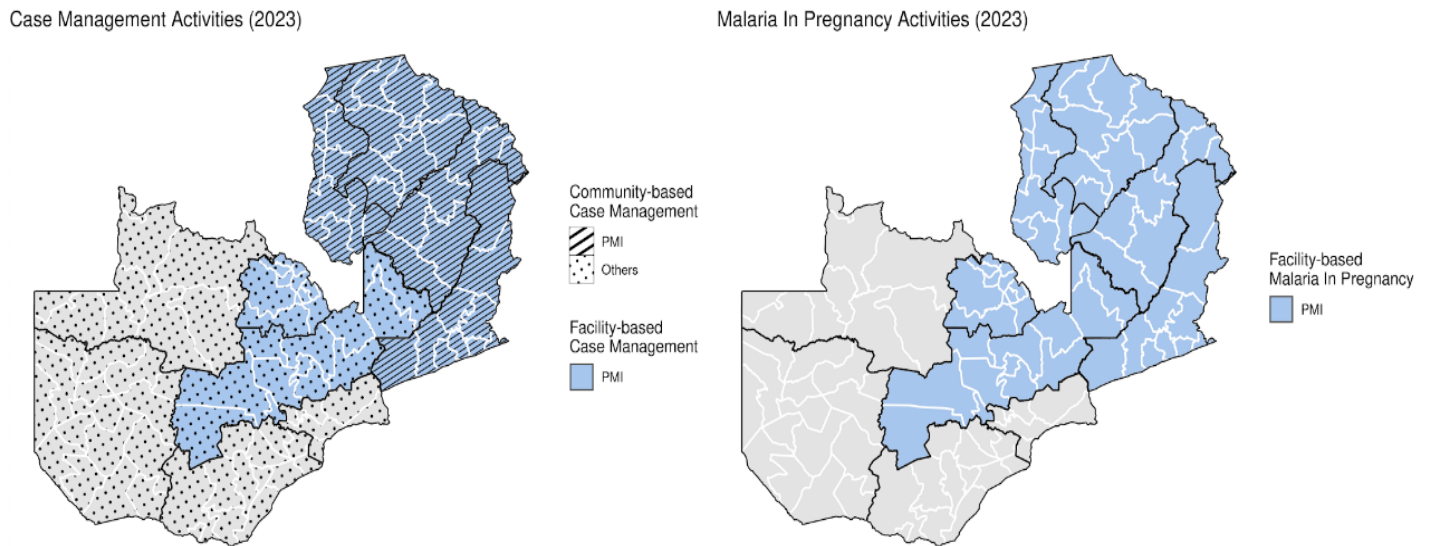 Case Management Activities (2023)
Community-based
Case Management
PMI
Others
Facility-based
Case Management
PMI
Malaria In Pregnancy Activities (2023)
Facility-based
Malaria In Pregnancy
PMI